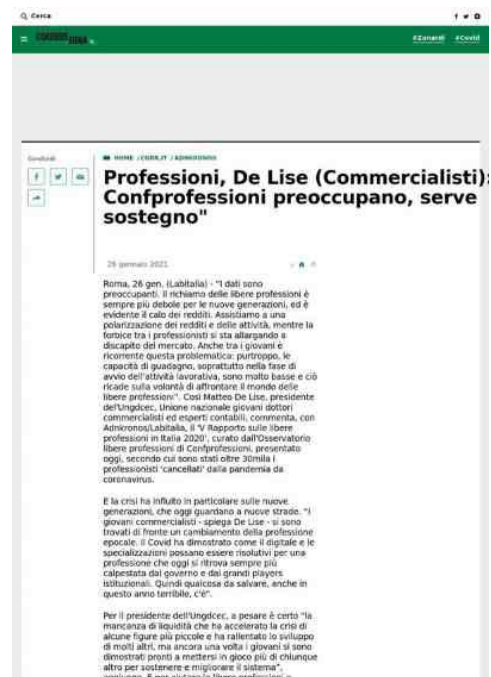 Cerca
CORRIERE
#Zanardi #Covid
Condividi
HOME / CORR.IT / ADNKRONOS
Professioni, De Lise (Commercialisti):
Confprofessioni preoccupano, serve
sostegno"
26 gennaio 2021
Roma, 26 gen. (Labitalia) - "I dati sono
preoccupanti. Il richiamo delle libere professioni è
sempre più debole per le nuove generazioni, ed è
evidente il calo dei redditi. Assistiamo a una
polarizzazione dei redditi e delle attività, mentre la
forbice tra i professionisti si sta allargando a
discapito del mercato. Anche tra i giovani è
ricorrente questa problematica: purtroppo, le
capacità di guadagno, soprattutto nella fase di
avvio dell'attività lavorativa, sono molto basse e ciò
ricade sulla volontà di affrontare il mondo delle
libere professioni". Così Matteo De Lise, presidente
dell'Ungdcec, Unione nazionale giovani dottori
commercialisti ed esperti contabili, commenta, con
Adnkronos/Labitalia, il 'V Rapporto sulle libere
professioni in Italia 2020', curato dall'Osservatorio
libere professioni di Confprofessioni, presentato
oggi, secondo cui sono stati oltre 30mila i
professionisti 'cancellati' dalla pandemia da
coronavirus.
E la crisi ha influito in particolare sulle nuove
generazioni, che oggi guardano a nuove strade. "I
giovani commercialisti - spiega De Lise - si sono
trovati di fronte un cambiamento della professione
epocale. Il Covid ha dimostrato come il digitale e le
specializzazioni possano essere risolutivi per una
professione che oggi si ritrova sempre più
calpestata dal governo e dai grandi players
istituzionali. Quindi qualcosa da salvare, anche in
questo anno terribile, c'è".
Per il presidente dell'Ungdcec, a pesare è certo "la
mancanza di liquidità che ha accelerato la crisi di
alcune figure più piccole e ha rallentato lo sviluppo
di molti altri, ma ancora una volta i giovani si sono
dimostrati pronti a mettersi in gioco più di chiunque
altro per sostenere e migliorare il sistema",